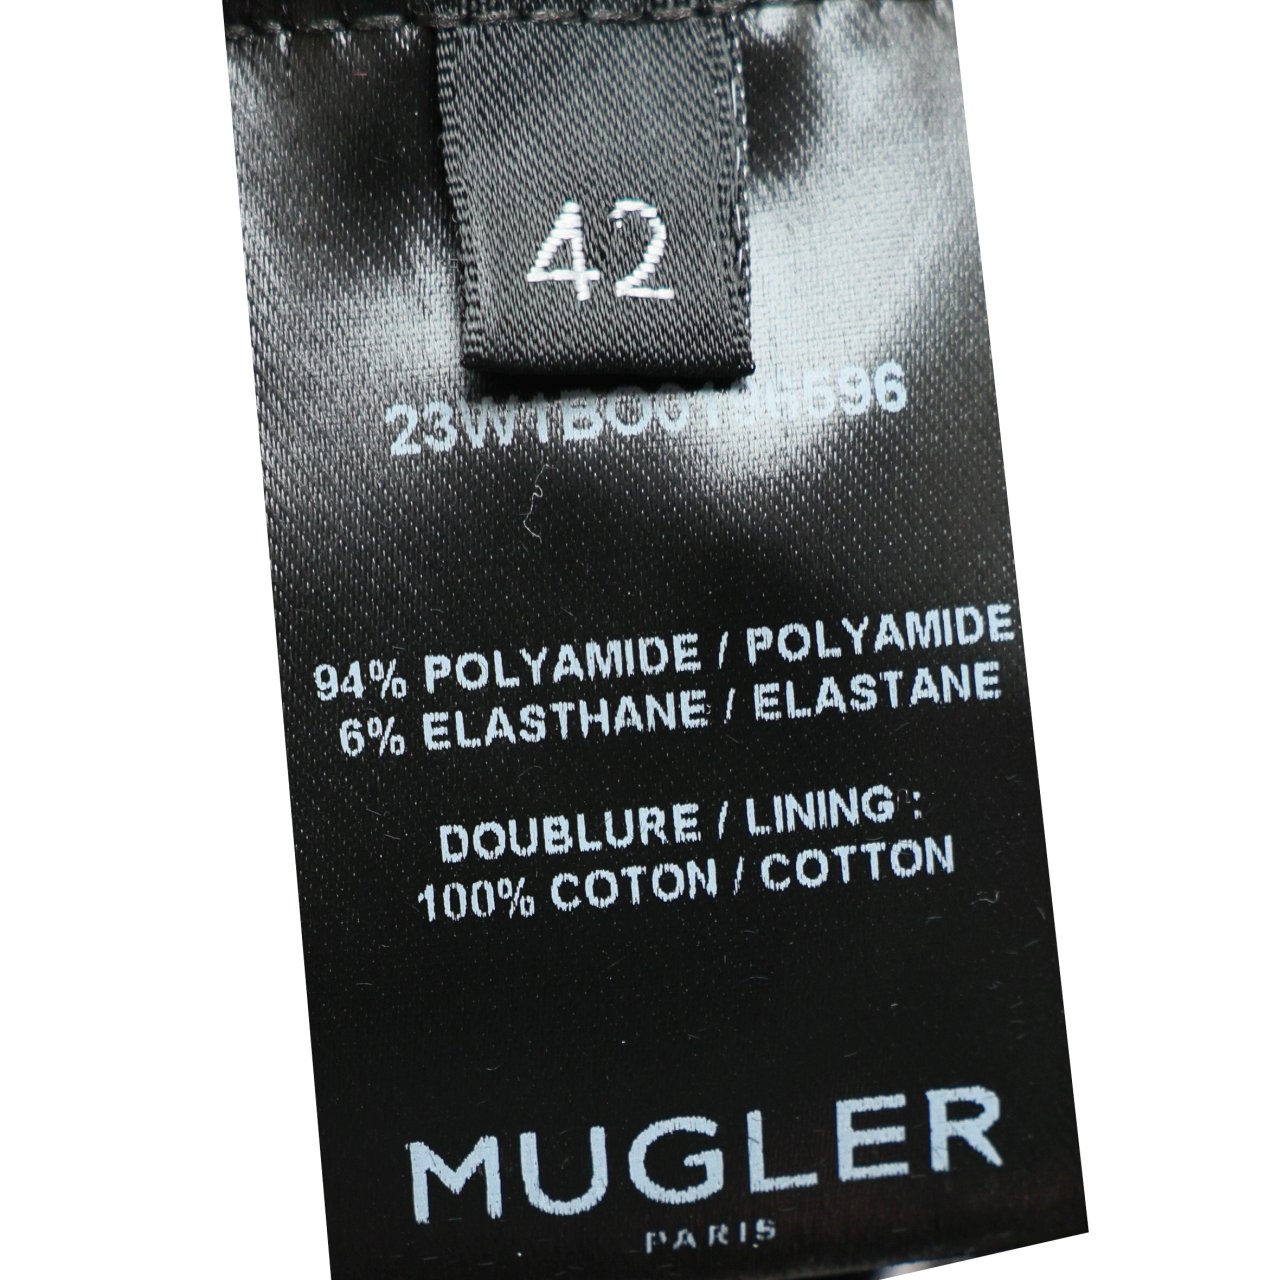 42
94% POLYAMIDE / POLYAMIDE
6% ELASTHANE / ELASTANE
DOUBLURE / LINING :
100% COTON / COTTON
MUGLER
PARIS